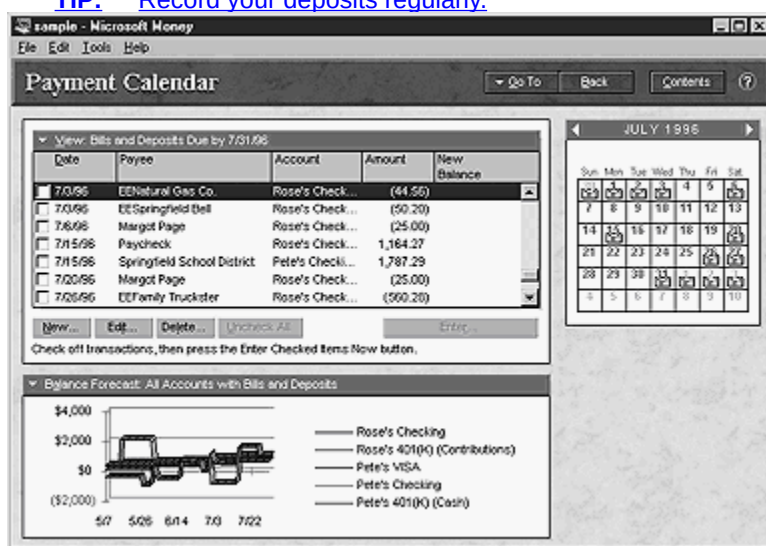 TIP: Record your deposits regularly.
sample - Microsoft Money
File Edit Tools Help
Payment Calendar
Go To Back Contents ?
View: Bills and Deposits Due by 7/31/96
Date Payee Account Amount New Balance
7/3/96 EENatural Gas Co. Rose's Check... (44.56)
7/3/96 EESpringfield Bell Rose's Check... (50.20)
7/6/96 Margot Page Rose's Check... (25.00)
7/15/96 Paycheck Rose's Check... 1,164.27
7/15/96 Springfield School District Pete's Checki... 1,787.29
7/20/96 Margot Page Rose's Check... (25.00)
7/26/96 EEFamily Truckster Rose's Check... (560.28)
New... Edit... Delete... Uncheck All Enter...
Check off transactions, then press the Enter Checked Items Now button.
JULY 1996
Sun Mon Tue Wed Thu Fri Sat
30 1 2 3 4 5 6
7 8 9 10 11 12 13
14 15 16 17 18 19 20
21 22 23 24 25 26 27
28 29 30 31 1 2 3
4 5 6 7 8 9 10
Balance Forecast: All Accounts with Bills and Deposits
$4,000
$2,000
$0
($2,000)
5/7 5/26 6/14 7/3 7/22
Rose's Checking
Rose's 401(K) (Contributions)
Pete's VISA
Pete's Checking
Pete's 401(K) (Cash)